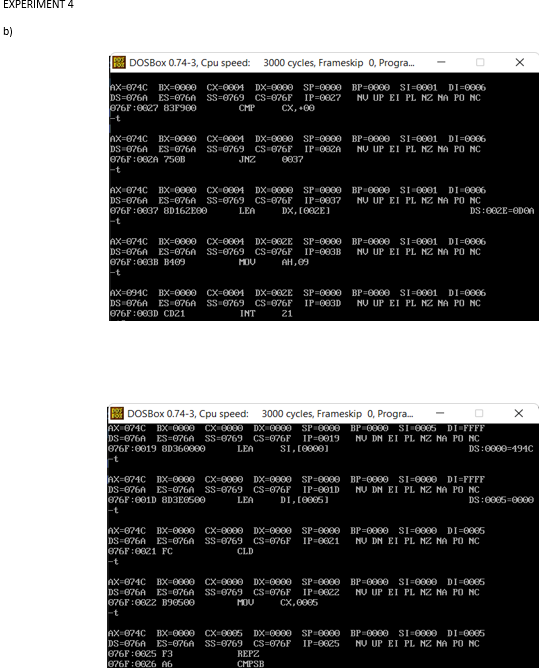 EXPERIMENT 4
b)
DOSBox 0.74-3, Cpu speed: 3000 cycles, Frameskip 0, Progra...
AX=074C BX=0000 CX=0004 DX=0000 SP=0000 BP=0000 SI=0001 DI=0006
DS=076A ES=076A SS=0769 CS=076F IP=0027 NV UP EI PL NZ NA PO NC
076F:0027 83F900 CMP CX,+00
-t
AX=074C BX=0000 CX=0004 DX=0000 SP=0000 BP=0000 SI=0001 DI=0006
DS=076A ES=076A SS=0769 CS=076F IP=002A NV UP EI PL NZ NA PO NC
076F:002A 750B JNZ 0037
-t
AX=074C BX=0000 CX=0004 DX=0000 SP=0000 BP=0000 SI=0001 DI=0006
DS=076A ES=076A SS=0769 CS=076F IP=0037 NV UP EI PL NZ NA PO NC
076F:0037 8D162E00 LEA DX,[002E] DS:002E=0D0A
-t
AX=074C BX=0000 CX=0004 DX=002E SP=0000 BP=0000 SI=0001 DI=0006
DS=076A ES=076A SS=0769 CS=076F IP=003B NV UP EI PL NZ NA PO NC
076F:003B B409 MOV AH,09
-t
AX=094C BX=0000 CX=0004 DX=002E SP=0000 BP=0000 SI=0001 DI=0006
DS=076A ES=076A SS=0769 CS=076F IP=003D NV UP EI PL NZ NA PO NC
076F:003D CD21 INT 21
DOSBox 0.74-3, Cpu speed: 3000 cycles, Frameskip 0, Progra...
AX=074C BX=0000 CX=0000 DX=0000 SP=0000 BP=0000 SI=0005 DI=FFFF
DS=076A ES=076A SS=0769 CS=076F IP=0019 NV DN EI PL NZ NA PO NC
076F:0019 8D360000 LEA SI,[0000] DS:0000=494C
-t
AX=074C BX=0000 CX=0000 DX=0000 SP=0000 BP=0000 SI=0000 DI=FFFF
DS=076A ES=076A SS=0769 CS=076F IP=001D NV DN EI PL NZ NA PO NC
076F:001D 8D3E0500 LEA DI,[0005] DS:0005=0000
-t
AX=074C BX=0000 CX=0000 DX=0000 SP=0000 BP=0000 SI=0000 DI=0005
DS=076A ES=076A SS=0769 CS=076F IP=0021 NV DN EI PL NZ NA PO NC
076F:0021 FC CLD
-t
AX=074C BX=0000 CX=0000 DX=0000 SP=0000 BP=0000 SI=0000 DI=0005
DS=076A ES=076A SS=0769 CS=076F IP=0022 NV UP EI PL NZ NA PO NC
076F:0022 B90500 MOV CX,0005
-t
AX=074C BX=0000 CX=0005 DX=0000 SP=0000 BP=0000 SI=0000 DI=0005
DS=076A ES=076A SS=0769 CS=076F IP=0025 NV UP EI PL NZ NA PO NC
076F:0025 F3 REPZ
076F:0026 A6 CMPSB